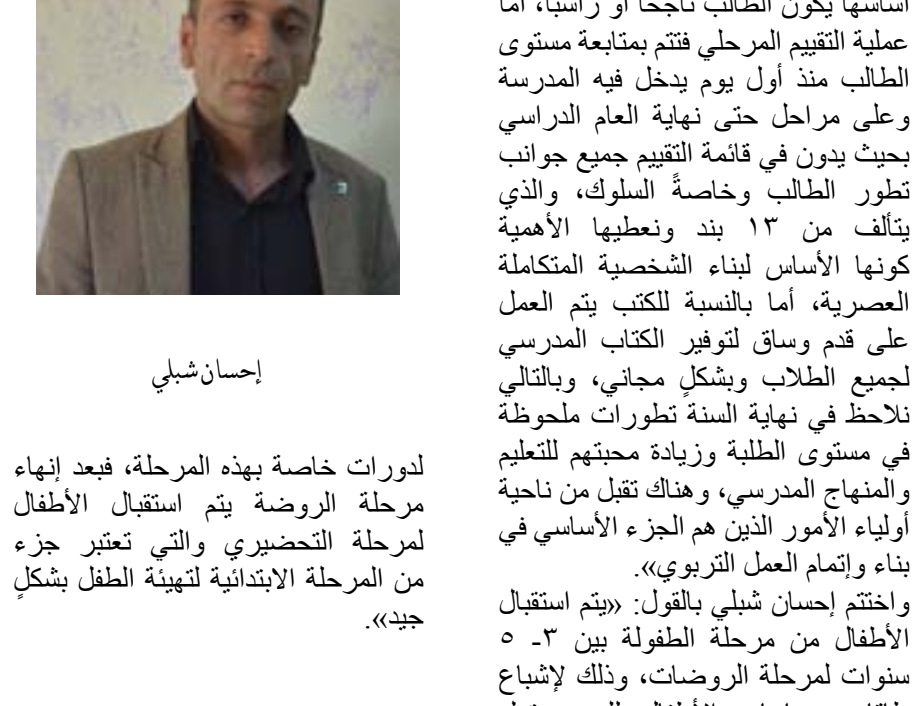 أساسها يكون الطالب ناجحاً أو راسباً، أما
عملية التقييم المرحلي فتتم بمتابعة مستوى
الطالب منذ أول يوم يدخل فيه المدرسة
وعلى مراحل حتى نهاية العام الدراسي
بحيث يدون في قائمة التقييم جميع جوانب
تطور الطالب وخاصةً السلوك، والذي
يتألف من ١٣ بند ونعطيها الأهمية
كونها الأساس لبناء الشخصية المتكاملة
العصرية، أما بالنسبة للكتب يتم العمل
على قدم وساق لتوفير الكتاب المدرسي
لجميع الطلاب وبشكلٍ مجاني، وبالتالي
نلاحظ في نهاية السنة تطورات ملحوظة
في مستوى الطلبة وزيادة محبتهم للتعليم
والمنهاج المدرسي، وهناك تقبل من ناحية
أولياء الأمور الذين هم الجزء الأساسي في
بناء وإتمام العمل التربوي».
واختتم إحسان شبلي بالقول: «يتم استقبال
الأطفال من مرحلة الطفولة بين ٣ـ ٥
سنوات لمرحلة الروضات، وذلك لإشباع
إحسان شبلي
لدورات خاصة بهذه المرحلة، فبعد إنهاء
مرحلة الروضة يتم استقبال الأطفال
لمرحلة التحضيري والتي تعتبر جزء
من المرحلة الابتدائية لتهيئة الطفل بشكلٍ
جيد».